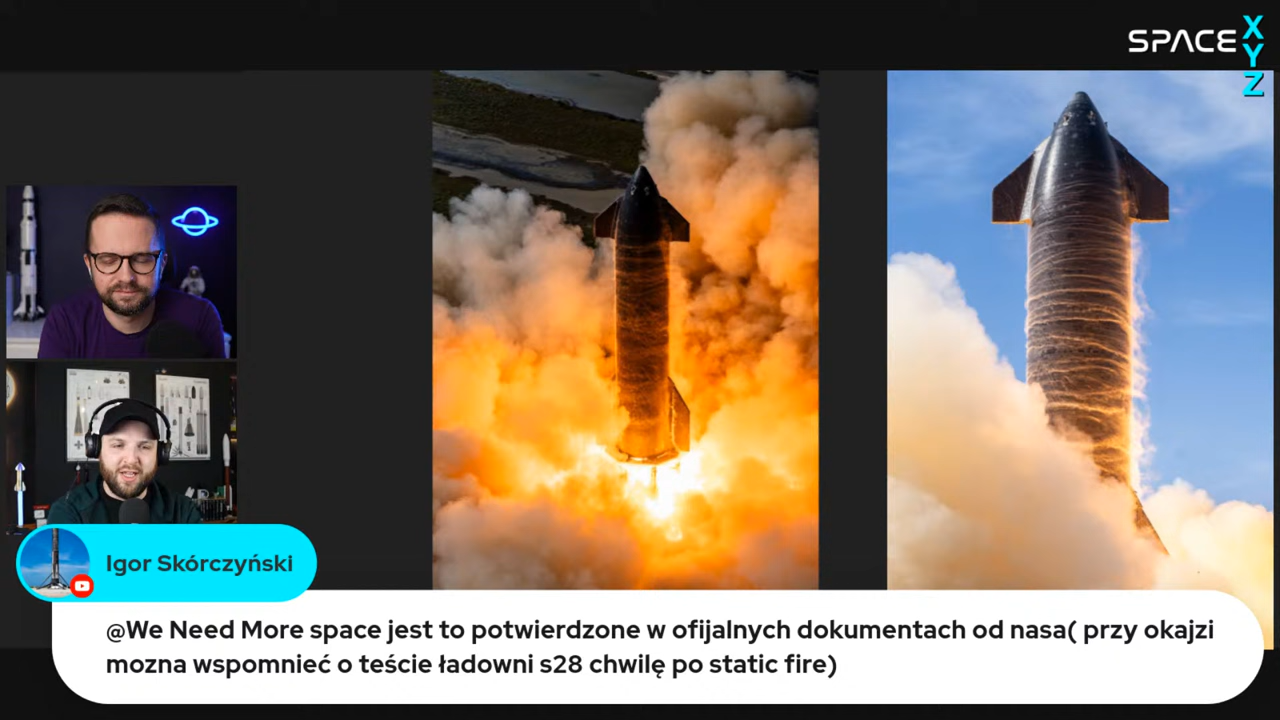 SPACE X
Y
Z
Igor Skórczyński
@We Need More space jest to potwierdzone w ofijalnych dokumentach od nasa( przy okajzi
mozna wspomnieć o teście ładowni s28 chwilę po static fire)